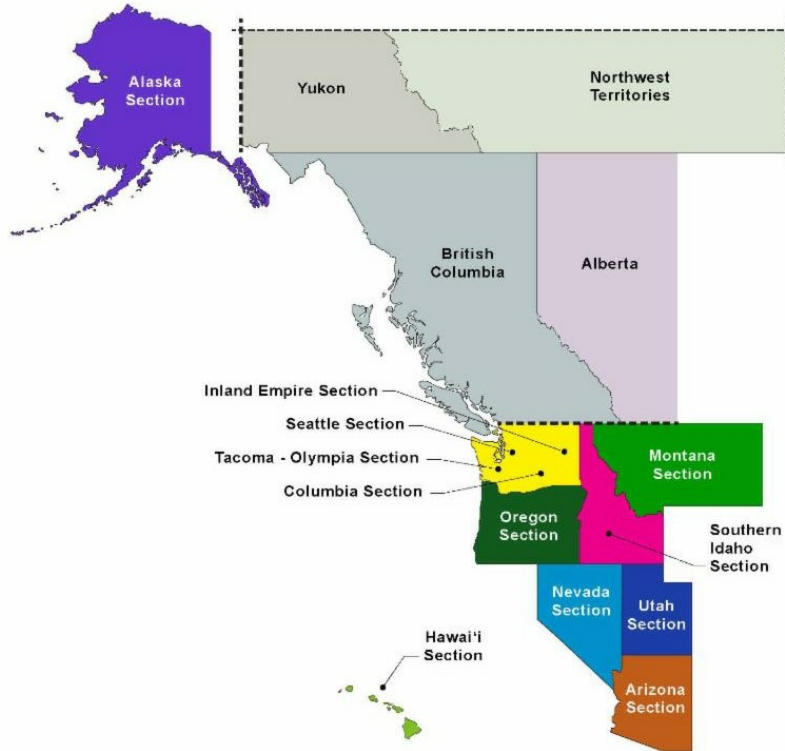 Alaska
Section
Yukon
Northwest
Territories
British
Columbia
Alberta
Inland Empire Section
Seattle Section
Tacoma - Olympia Section
Columbia Section
Montana
Section
Oregon
Section
Southern
Idaho
Section
Nevada
Section
Utah
Section
Hawaiʻi
Section
Arizona
Section